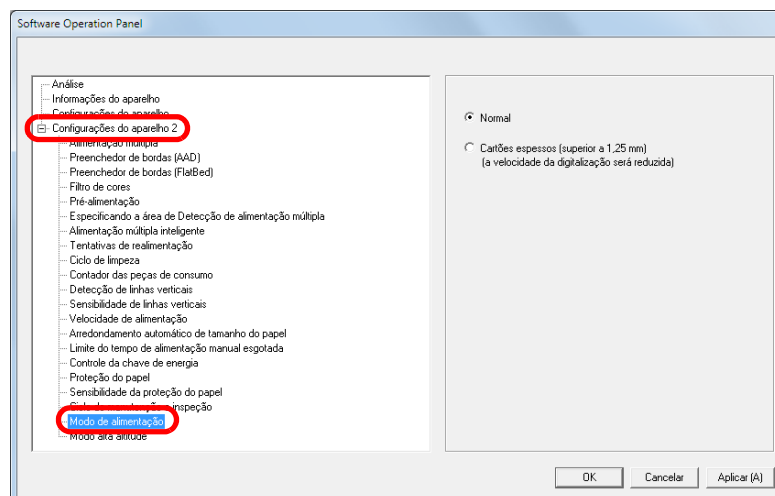 Software Operation Panel
Análise
Informações do aparelho
Configurações do aparelho
Configurações do aparelho 2
Alimentação múltipla
Preenchedor de bordas (AAD)
Preenchedor de bordas (FlatBed)
Filtro de cores
Pré-alimentação
Especificando a área de Detecção de alimentação múltipla
Alimentação múltipla inteligente
Tentativas de realimentação
Ciclo de limpeza
Contador das peças de consumo
Detecção de linhas verticais
Sensibilidade de linhas verticais
Velocidade de alimentação
Arredondamento automático de tamanho do papel
Limite do tempo de alimentação manual esgotada
Controle da chave de energia
Proteção do papel
Sensibilidade da proteção do papel
Ciclo de manutenção e inspeção
Modo de alimentação
Modo alta altitude
Normal
Cartões espessos (superior a 1,25 mm)
(a velocidade da digitalização será reduzida)
OK
Cancelar
Aplicar (A)